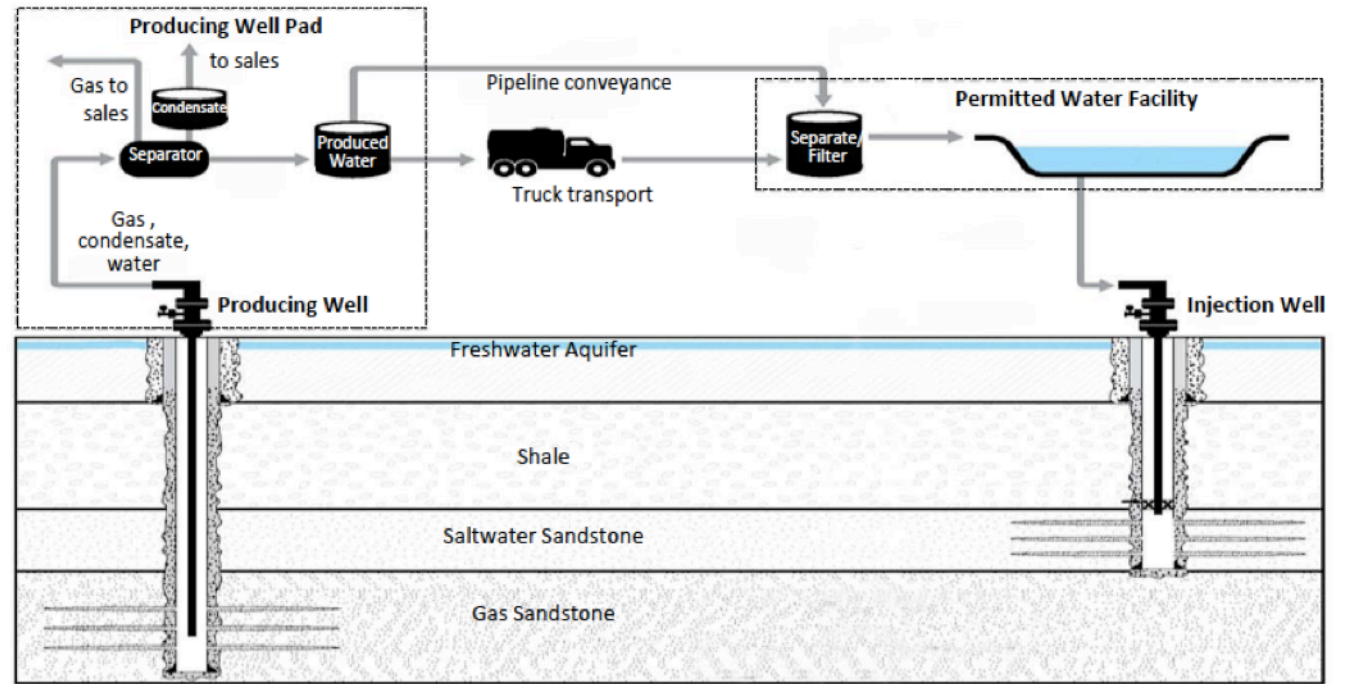 Producing Well Pad
to sales
Gas to
sales
Condensate
Separator
Produced
Water
Gas ,
condensate,
water
Producing Well
Pipeline conveyance
Truck transport
Permitted Water Facility
Separate/
Filter
Injection Well
Freshwater Aquifer
Shale
Saltwater Sandstone
Gas Sandstone